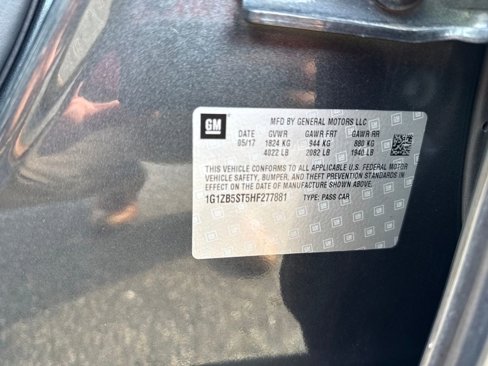 GM
MFD BY GENERAL MOTORS LLC
DATE GVWR GAWR FRT GAWR RR
05/17 1824 KG 944 KG 880 KG
4022 LB 2082 LB 1940 LB
THIS VEHICLE CONFORMS TO ALL APPLICABLE U.S. FEDERAL MOTOR
VEHICLE SAFETY, BUMPER, AND THEFT PREVENTION STANDARDS
IN EFFECT ON THE DATE OF MANUFACTURE SHOWN ABOVE.
1G1ZB5ST5HF277881 TYPE: PASS CAR